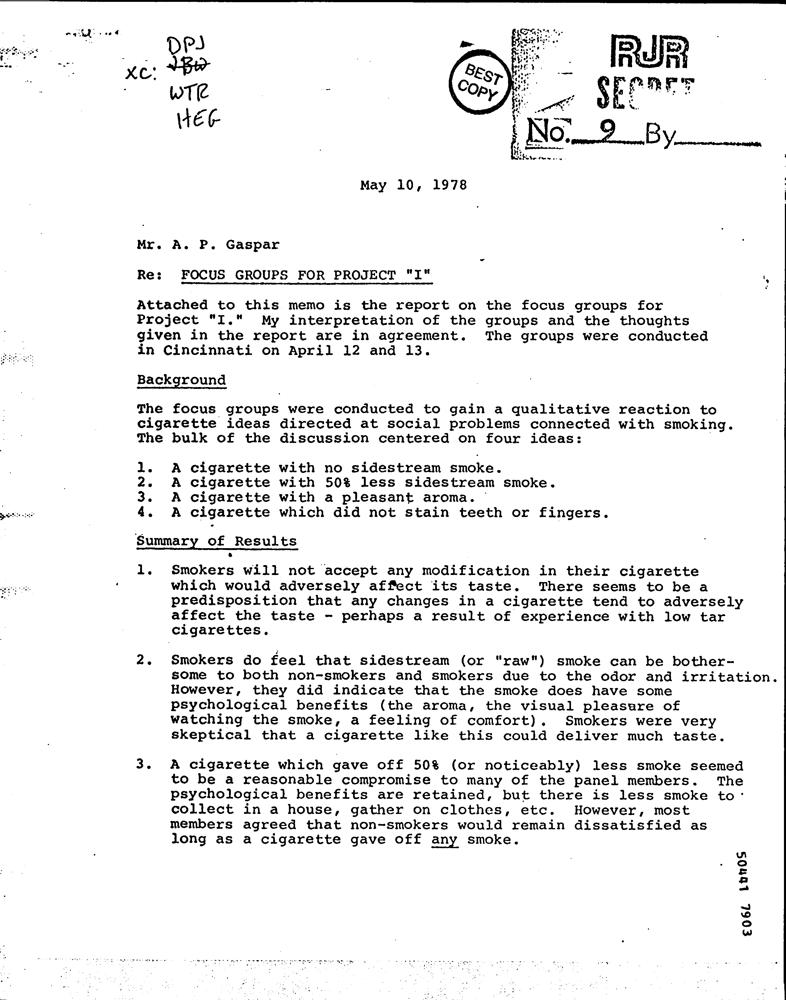 DPJ
xc: JBW
WTR
HEG
BEST
COPY
RJR
SECRET
No. 9 By
May 10, 1978
Mr. A. P. Gaspar
Re: FOCUS GROUPS FOR PROJECT "I"
Attached to this memo is the report on the focus groups for
Project "I." My interpretation of the groups and the thoughts
given in the report are in agreement. The groups were conducted
in Cincinnati on April 12 and 13.
Background
The focus groups were conducted to gain a qualitative reaction to
cigarette ideas directed at social problems connected with smoking.
The bulk of the discussion centered on four ideas:
1. A cigarette with no sidestream smoke.
2. A cigarette with 50% less sidestream smoke.
3. A cigarette with a pleasant aroma.
4. A cigarette which did not stain teeth or fingers.
Summary of Results
1. Smokers will not accept any modification in their cigarette
which would adversely affect its taste. There seems to be a
predisposition that any changes in a cigarette tend to adversely
affect the taste - perhaps a result of experience with low tar
cigarettes.
2. Smokers do feel that sidestream (or "raw") smoke can be bother-
some to both non-smokers and smokers due to the odor and irritation.
However, they did indicate that the smoke does have some
psychological benefits (the aroma, the visual pleasure of
watching the smoke, a feeling of comfort). Smokers were very
skeptical that a cigarette like this could deliver much taste.
3. A cigarette which gave off 50% (or noticeably) less smoke seemed
to be a reasonable compromise to many of the panel members. The
psychological benefits are retained, but there is less smoke to
collect in a house, gather on clothes, etc. However, most
members agreed that non-smokers would remain dissatisfied as
long as a cigarette gave off any smoke.
50441 7903